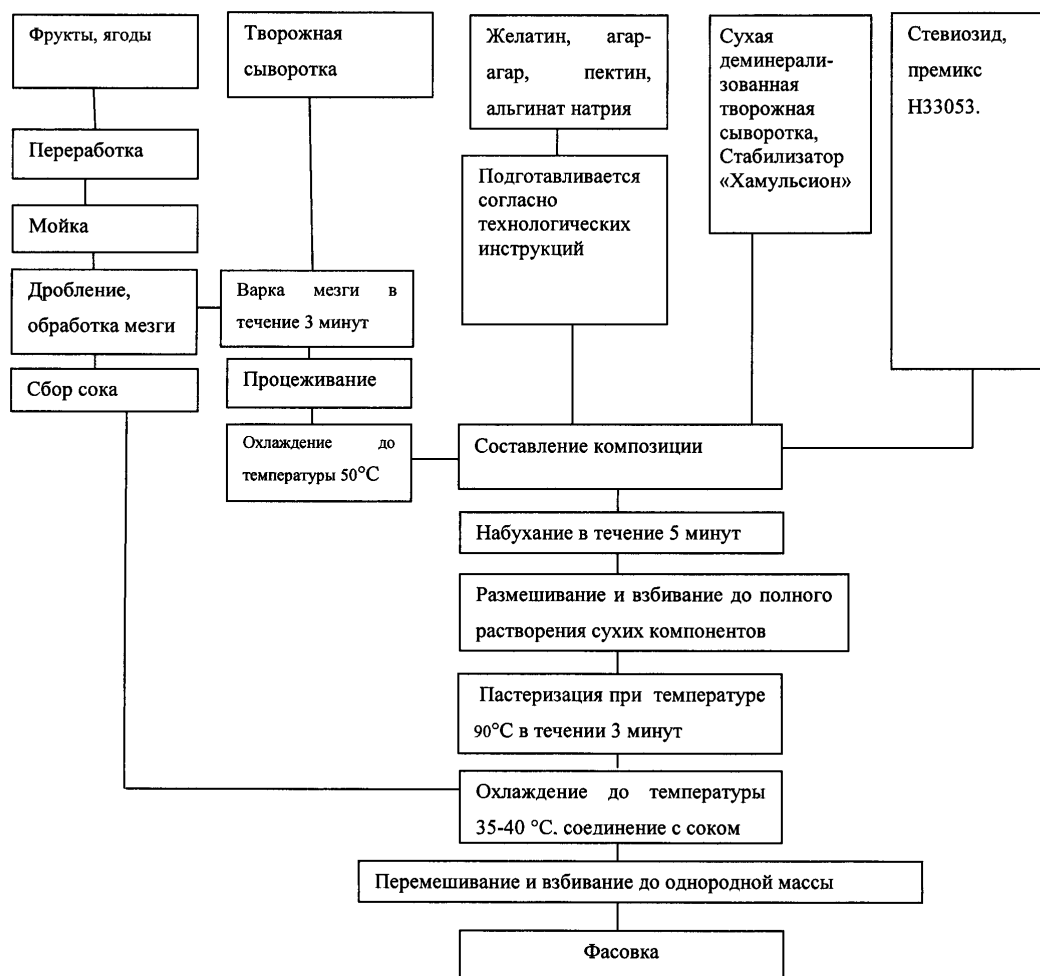 Фрукты, ягоды
Творожная
сыворотка
Желатин, агар-
агар, пектин,
альгинат натрия
Сухая
деминерали-
зованная
творожная
сыворотка,
Стабилизатор
«Хамульсион»
Стевиозид,
премикс
Н33053.
Переработка
Подготавливается
согласно
технологических
инструкций
Мойка
Дробление,
обработка мезги
Варка мезги в
течение 3 минут
Сбор сока
Процеживание
Охлаждение до
температуры 50°С
Составление композиции
Набухание в течение 5 минут
Размешивание и взбивание до полного
растворения сухих компонентов
Пастеризация при температуре
90°С в течении 3 минут
Охлаждение до температуры
35-40 °С. соединение с соком
Перемешивание и взбивание до однородной массы
Фасовка